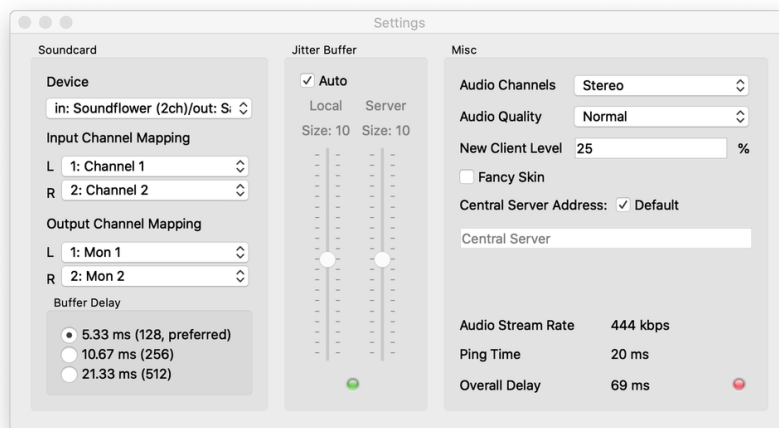 Settings
Soundcard
Device
in: Soundflower (2ch)/out: Sa
Input Channel Mapping
L 1: Channel 1
R 2: Channel 2
Output Channel Mapping
L 1: Mon 1
R 2: Mon 2
Buffer Delay
5.33 ms (128, preferred)
10.67 ms (256)
21.33 ms (512)
Jitter Buffer
Auto
Local Server
Size: 10 Size: 10
Misc
Audio Channels Stereo
Audio Quality Normal
New Client Level 25 %
Fancy Skin
Central Server Address: Default
Central Server
Audio Stream Rate 444 kbps
Ping Time 20 ms
Overall Delay 69 ms